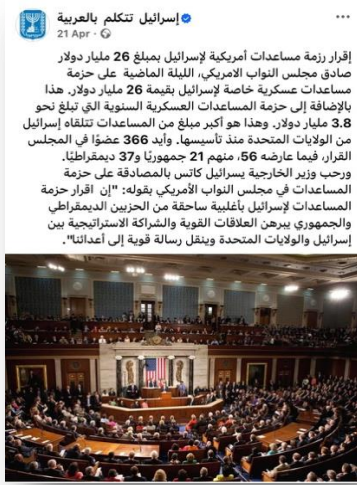 إسرائيل تتكلم بالعربية
21 Apr ·
إقرار رزمة مساعدات أمريكية لإسرائيل بمبلغ 26 مليار دولار
صادق مجلس النواب الامريكي، الليلة الماضية على حزمة
مساعدات عسكرية خاصة لإسرائيل بقيمة 26 مليار دولار. هذا
بالإضافة إلى حزمة المساعدات العسكرية السنوية التي تبلغ نحو
3.8 مليار دولار. وهذا هو أكبر مبلغ من المساعدات تتلقاه إسرائيل
من الولايات المتحدة منذ تأسيسها. وأيد 366 عضوًا في المجلس
القرار، فيما عارضه 56، منهم 21 جمهوريًا و37 ديمقراطيًا.
ورحب وزير الخارجية يسرائيل كاتس بالمصادقة على حزمة
المساعدات في مجلس النواب الأمريكي بقوله: "إن اقرار حزمة
المساعدات لإسرائيل بأغلبية ساحقة من الحزبين الديمقراطي
والجمهوري يبرهن العلاقات القوية والشراكة الاستراتيجية بين
إسرائيل والولايات المتحدة وينقل رسالة قوية إلى أعدائنا".